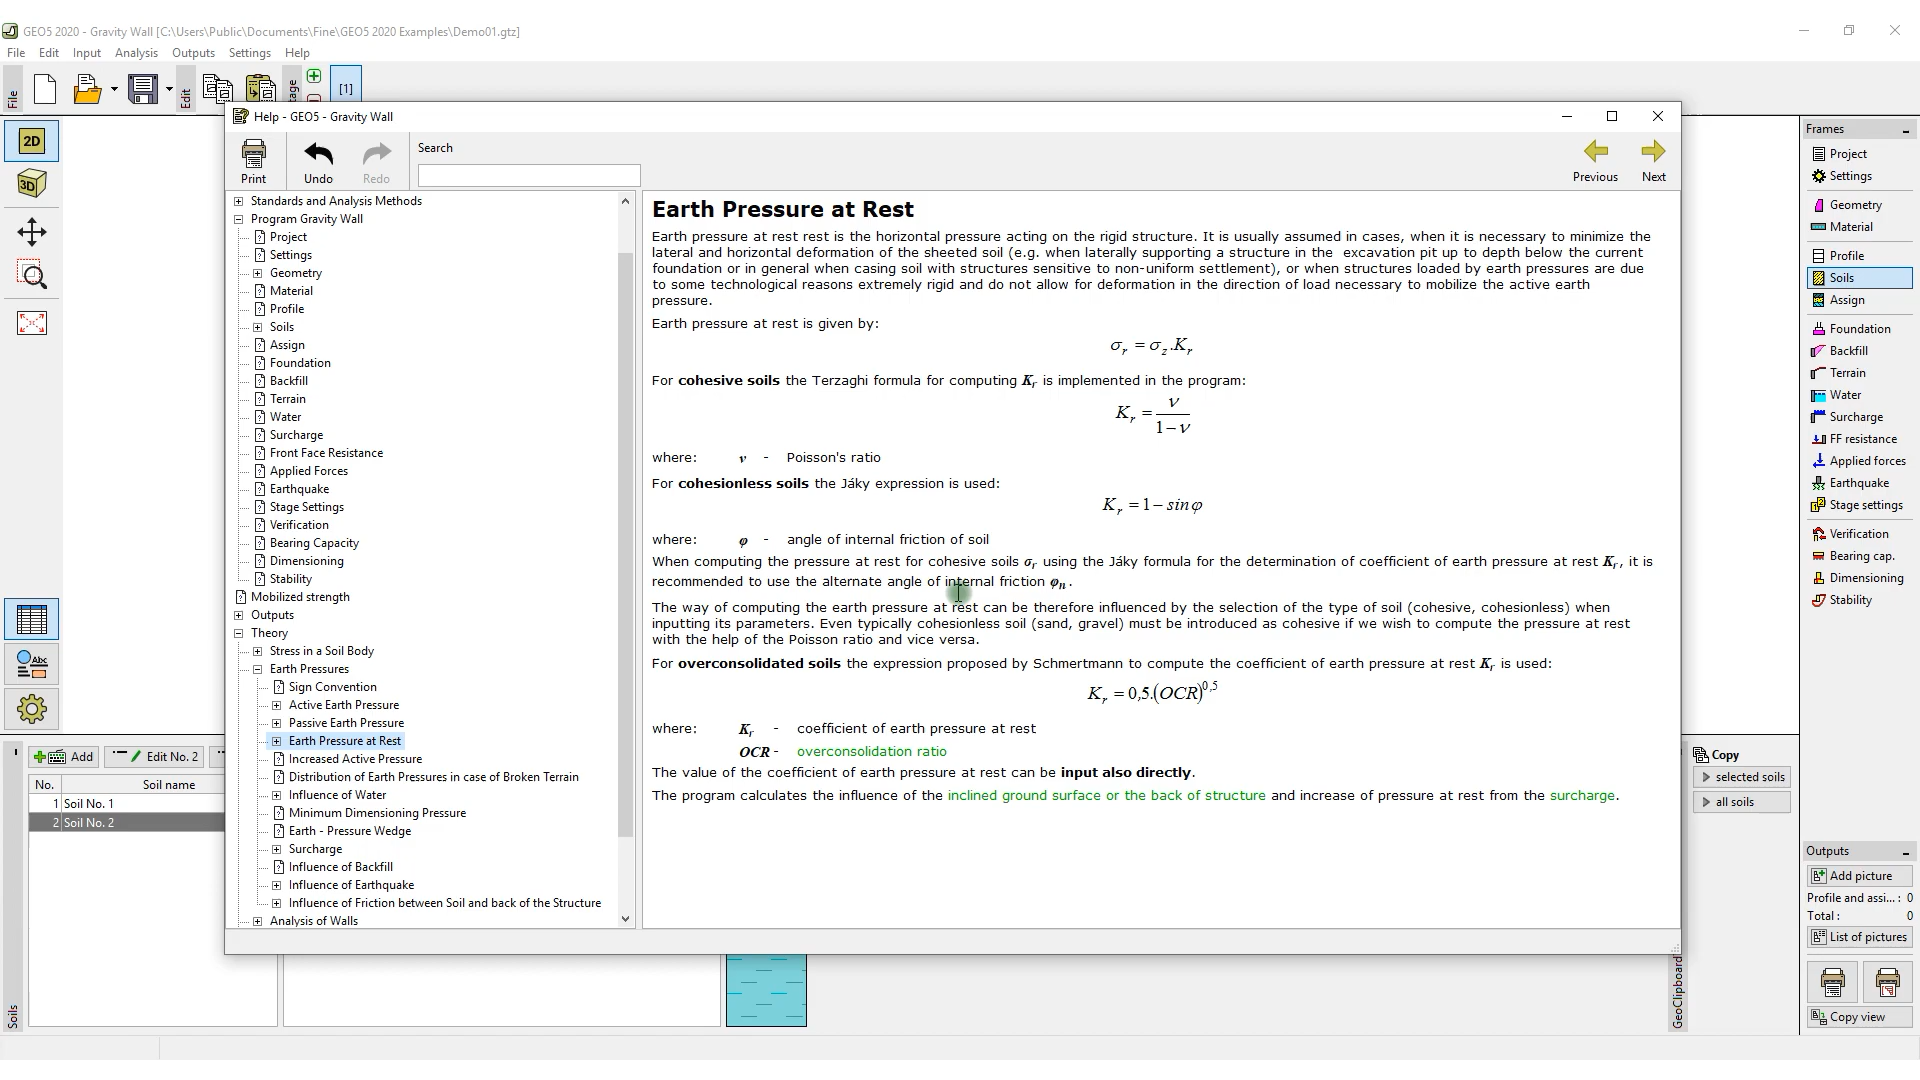 GEO5 2020 - Gravity Wall [C:\Users\Public\Documents\Fine\GEO5 2020 Examples\Demo01.gtz]
File Edit Input Analysis Outputs Settings Help
File
Edit
[1]
2D
3D
Abc
Help - GEO5 - Gravity Wall
Print
Undo
Redo
Search
Previous
Next
Standards and Analysis Methods
Program Gravity Wall
Project
Settings
Geometry
Material
Profile
Soils
Assign
Foundation
Backfill
Terrain
Water
Surcharge
Front Face Resistance
Applied Forces
Earthquake
Stage Settings
Verification
Bearing Capacity
Dimensioning
Stability
Mobilized strength
Outputs
Theory
Stress in a Soil Body
Earth Pressures
Sign Convention
Active Earth Pressure
Passive Earth Pressure
Earth Pressure at Rest
Increased Active Pressure
Distribution of Earth Pressures in case of Broken Terrain
Influence of Water
Minimum Dimensioning Pressure
Earth - Pressure Wedge
Surcharge
Influence of Backfill
Influence of Earthquake
Influence of Friction between Soil and back of the Structure
Analysis of Walls
Earth Pressure at Rest
Earth pressure at rest rest is the horizontal pressure acting on the rigid structure. It is usually assumed in cases, when it is necessary to minimize the
lateral and horizontal deformation of the sheeted soil (e.g. when laterally supporting a structure in the excavation pit up to depth below the current
foundation or in general when casing soil with structures sensitive to non-uniform settlement), or when structures loaded by earth pressures are due
to some technological reasons extremely rigid and do not allow for deformation in the direction of load necessary to mobilize the active earth
pressure.
Earth pressure at rest is given by:
σr = σz.Kr
For cohesive soils the Terzaghi formula for computing Kr is implemented in the program:
Kr = ν / 1−ν
where: ν - Poisson's ratio
For cohesionless soils the Jáky expression is used:
Kr = 1− sin φ
where: φ - angle of internal friction of soil
When computing the pressure at rest for cohesive soils σr using the Jáky formula for the determination of coefficient of earth pressure at rest Kr, it is
recommended to use the alternate angle of internal friction φn.
The way of computing the earth pressure at rest can be therefore influenced by the selection of the type of soil (cohesive, cohesionless) when
inputting its parameters. Even typically cohesionless soil (sand, gravel) must be introduced as cohesive if we wish to compute the pressure at rest
with the help of the Poisson ratio and vice versa.
For overconsolidated soils the expression proposed by Schmertmann to compute the coefficient of earth pressure at rest Kr is used:
Kr = 0,5.(OCR)^0,5
where: Kr - coefficient of earth pressure at rest
OCR - overconsolidation ratio
The value of the coefficient of earth pressure at rest can be input also directly.
The program calculates the influence of the inclined ground surface or the back of structure and increase of pressure at rest from the surcharge.
Frames
Project
Settings
Geometry
Material
Profile
Soils
Assign
Foundation
Backfill
Terrain
Water
Surcharge
FF resistance
Applied forces
Earthquake
Stage settings
Verification
Bearing cap.
Dimensioning
Stability
Outputs
Add picture
Profile and assi... : 0
Total : 0
List of pictures
Copy view
Soils
Add
Edit No. 2
No. Soil name
1 Soil No. 1
2 Soil No. 2
Copy
selected soils
all soils
GeoClipboard